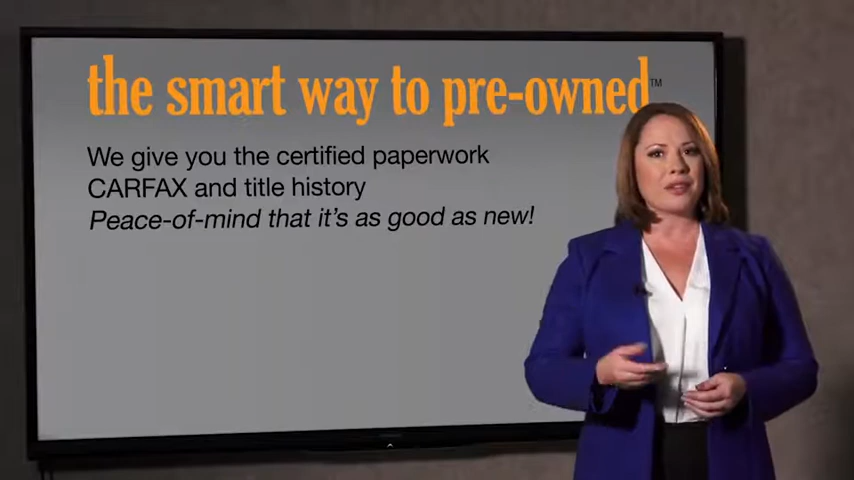 the smart way to pre-owned™
We give you the certified paperwork
CARFAX and title history
Peace-of-mind that it's as good as new!